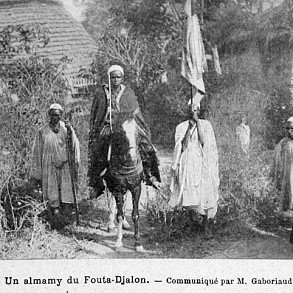 Un almamy du Fouta-Djalon. — Communiqué par M. Gaboriaud